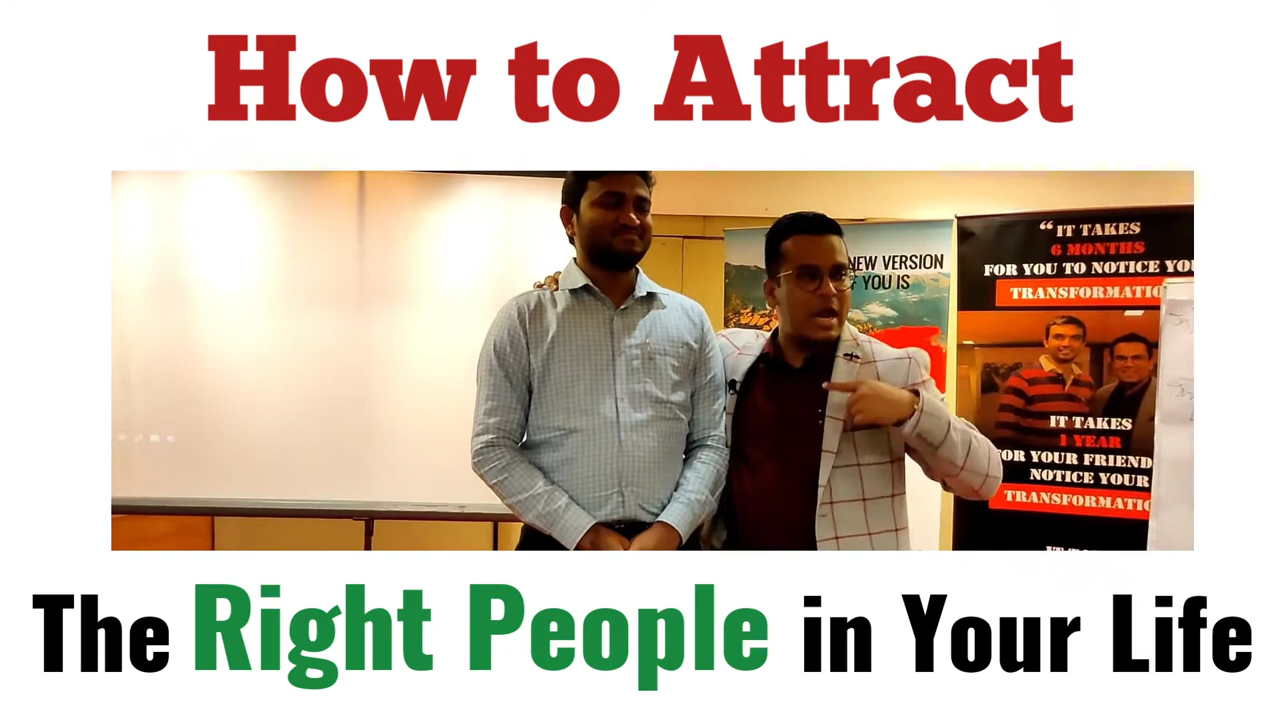 How to Attract
NEW VERSION
YOU IS
“IT TAKES
6 MONTHS
FOR YOU TO NOTICE
TRANSFORMATIO
IT TAKES
1 YEAR
FOR YOUR FRIEND
NOTICE YOUR
TRANSFORMATIO
The Right People in Your Life